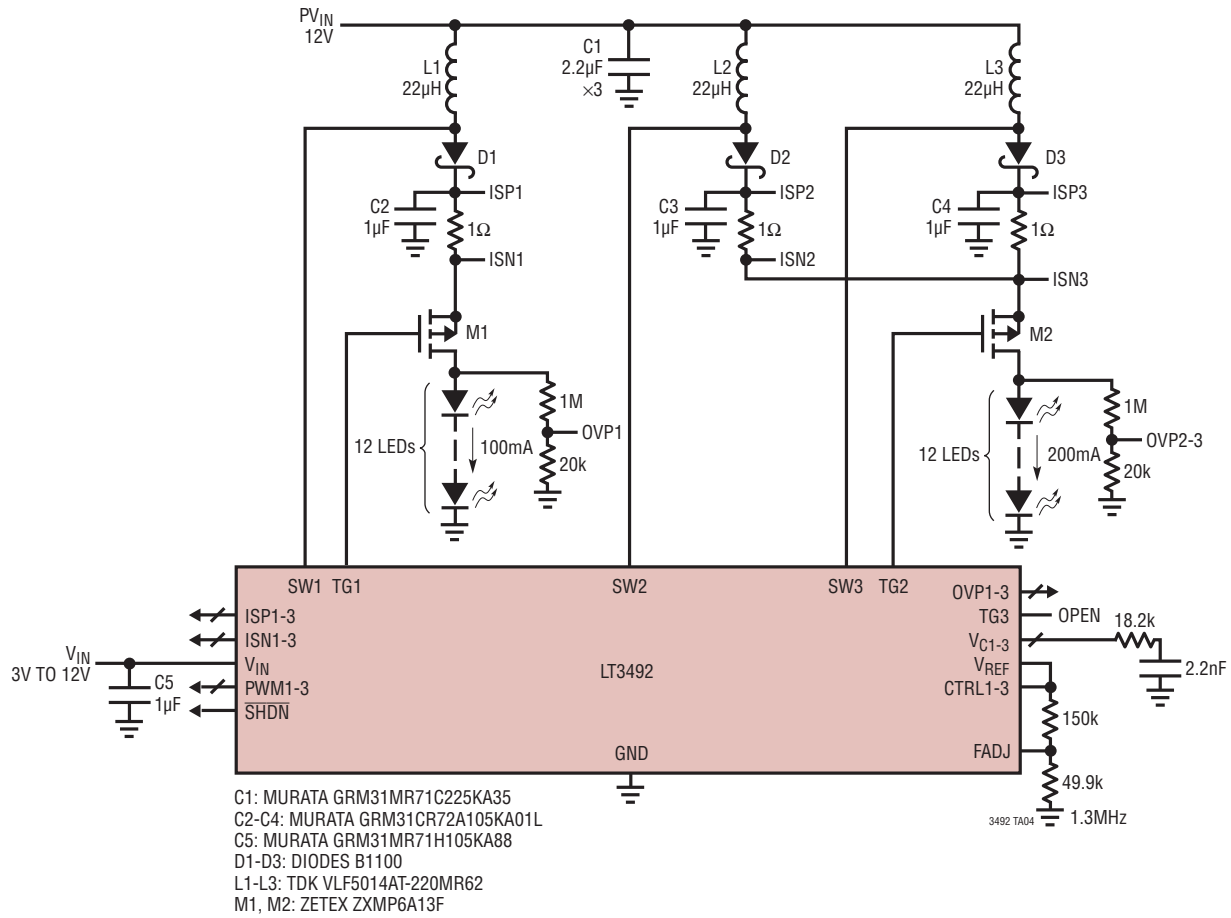 PVIN
12V
L1
22µH
C1
2.2µF
×3
L2
22µH
L3
22µH
D1
D2
D3
ISP1
ISP2
ISP3
C2
1µF
1Ω
C3
1µF
1Ω
C4
1µF
1Ω
ISN1
ISN2
ISN3
M1
M2
1M
1M
12 LEDs
100mA
OVP1
12 LEDs
200mA
OVP2-3
20k
20k
SW1 TG1
SW2
SW3 TG2
OVP1-3
ISP1-3
TG3
OPEN
18.2k
ISN1-3
VC1-3
VIN
3V TO 12V
VIN
LT3492
VREF
2.2nF
C5
1µF
PWM1-3
CTRL1-3
SHDN
150k
GND
FADJ
49.9k
3492 TA04
1.3MHz
C1: MURATA GRM31MR71C225KA35
C2-C4: MURATA GRM31CR72A105KA01L
C5: MURATA GRM31MR71H105KA88
D1-D3: DIODES B1100
L1-L3: TDK VLF5014AT-220MR62
M1, M2: ZETEX ZXMP6A13F